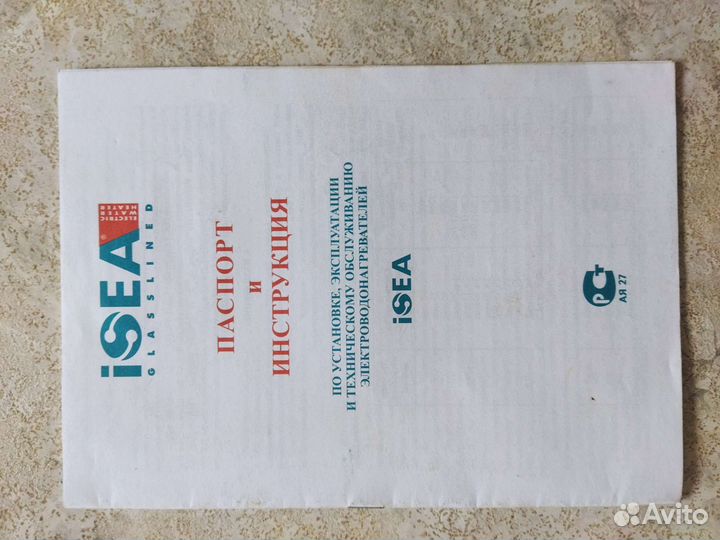 iSEA®
ELECTRIC
WATER
HEATER
GLASSLINED
ПАСПОРТ
и
ИНСТРУКЦИЯ
ПО УСТАНОВКЕ, ЭКСПЛУАТАЦИИ
И ТЕХНИЧЕСКОМУ ОБСЛУЖИВАНИЮ
ЭЛЕКТРОВОДОНАГРЕВАТЕЛЕЙ
iSEA
РСТ
АЯ 27
Avito